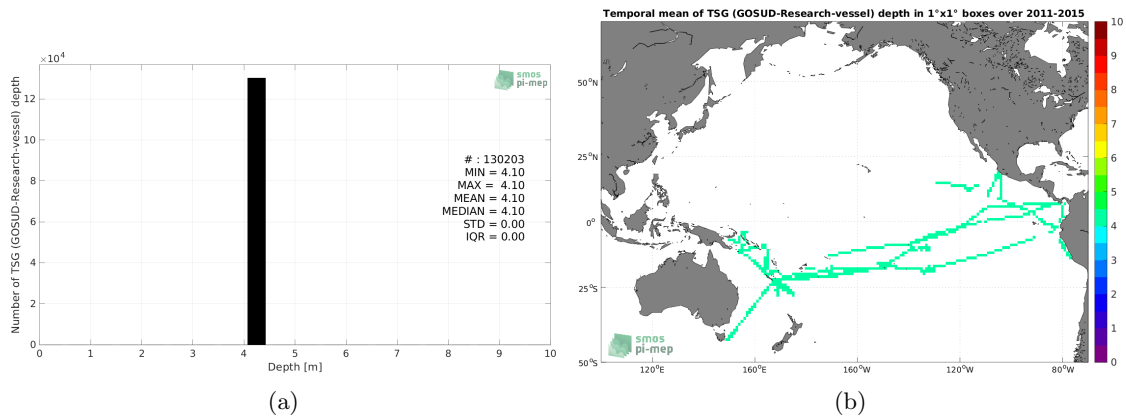 ×10⁴
12
10
8
6
4
2
0
Number of TSG (GOSUD-Research-vessel) depth
smos
pi-mep
# : 130203
MIN = 4.10
MAX = 4.10
MEAN = 4.10
MEDIAN = 4.10
STD = 0.00
IQR = 0.00
0 1 2 3 4 5 6 7 8 9 10
Depth [m]
(a)
Temporal mean of TSG (GOSUD-Research-vessel) depth in 1°x1° boxes over 2011-2015
50°N
25°N
0°
25°S
50°S
smos
pi-mep
120°E 160°E 160°W 120°W 80°W
10
9
8
7
6
5
4
3
2
1
0
(b)